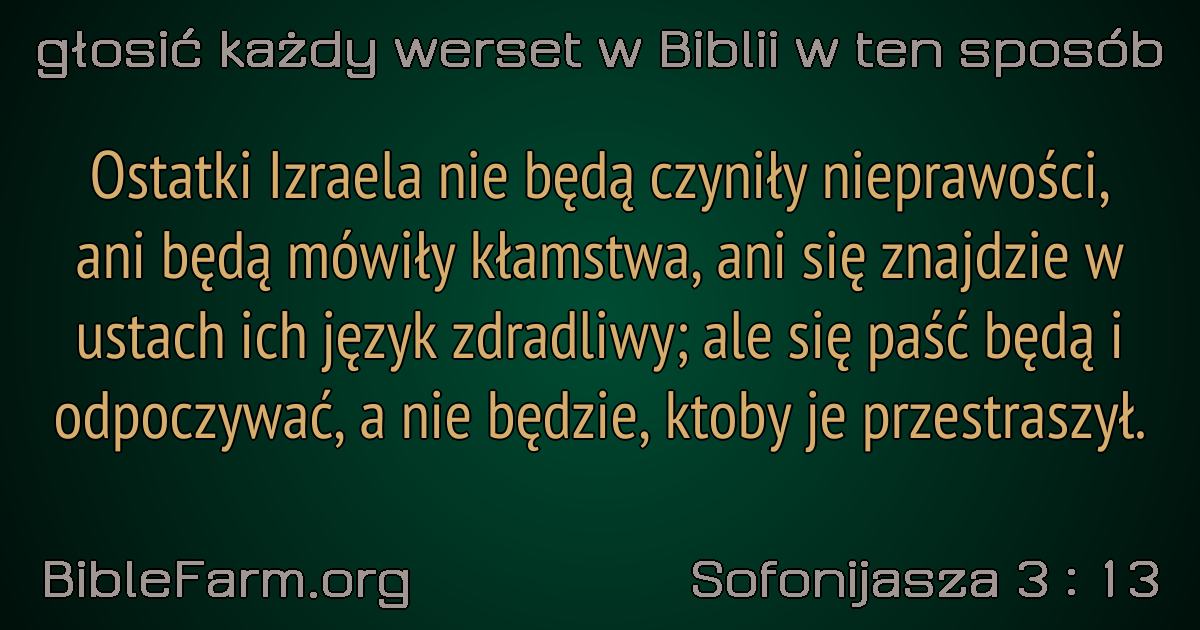 głosić każdy werset w Biblii w ten sposób
Ostatki Izraela nie będą czyniły nieprawości,
ani będą mówiły kłamstwa, ani się znajdzie w
ustach ich język zdradliwy; ale się paść będą i
odpoczywać, a nie będzie, ktoby je przestraszył.
BibleFarm.org
Sofonijasza 3 : 13